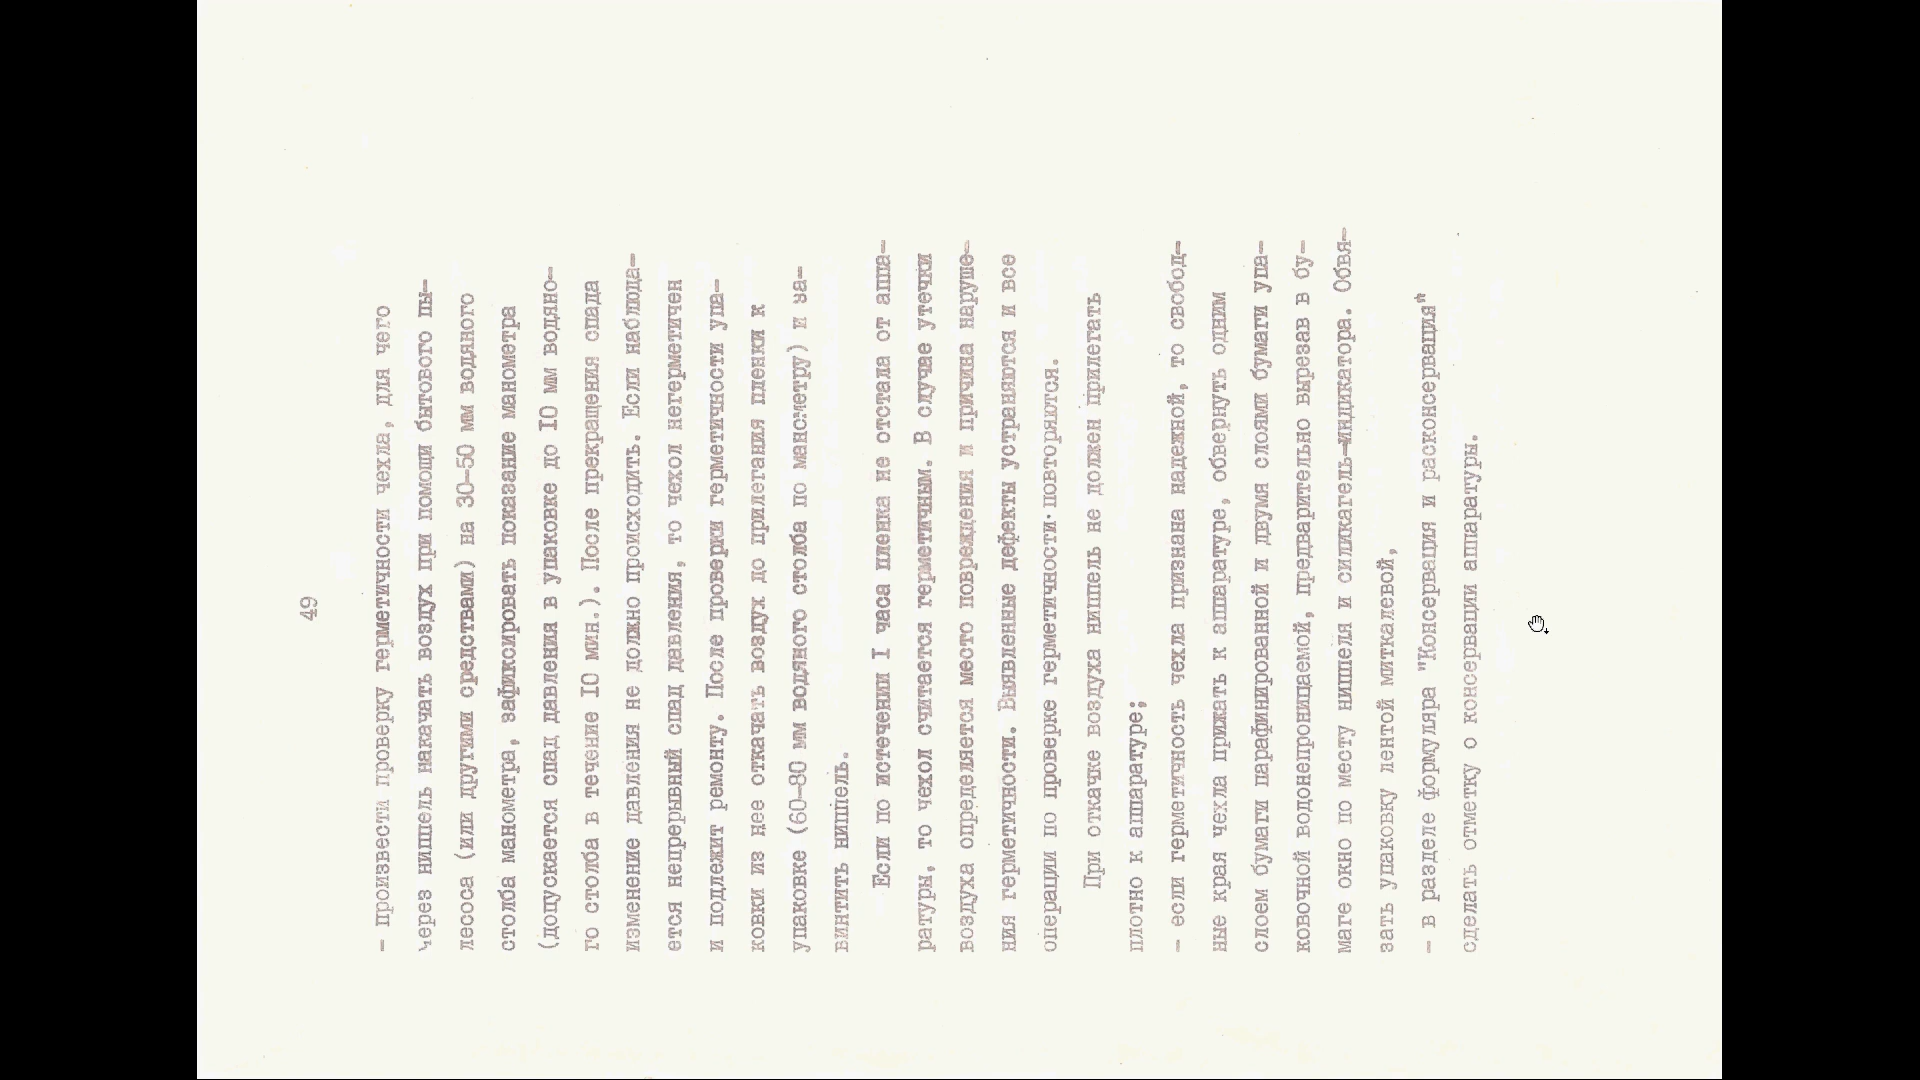 49
- произвести проверку герметичности чехла, для чего
через ниппель накачать воздух при помощи бытового пы-
лесоса (или другими средствами) на 30-50 мм водяного
столба манометра, зафиксировать показание манометра
(допускается спад давления в упаковке до IO мм водяно-
го столба в течение IO мин.). После прекращения спада
изменение давления не должно происходить. Если наблюда-
ется непрерывный спад давления, то чехол негерметичен
и подлежит ремонту. После проверки герметичности упа-
ковки из нее откачать воздух до прилегания пленки к
упаковке (60-80 мм водяного столба по манометру) и за-
винтить ниппель.
Если по истечении I часа пленка не отстала от аппа-
ратуры, то чехол считается герметичным. В случае утечки
воздуха определяется место повреждения и причина наруше-
ния герметичности. Выявленные дефекты устраняются и все
операции по проверке герметичности повторяются.
При откачке воздуха ниппель не должен прилегать
плотно к аппаратуре;
- если герметичность чехла признана надежной, то свобод-
ные края чехла прижать к аппаратуре, обвернуть одним
слоем бумаги парафинированной и двумя слоями бумаги упа-
ковочной водонепроницаемой, предварительно вырезав в бу-
маге окно по месту ниппеля и силикагель-индикатора. Обвя-
зать упаковку лентой миткалевой,
- в разделе формуляра "Консервация и расконсервация"
сделать отметку о консервации аппаратуры.